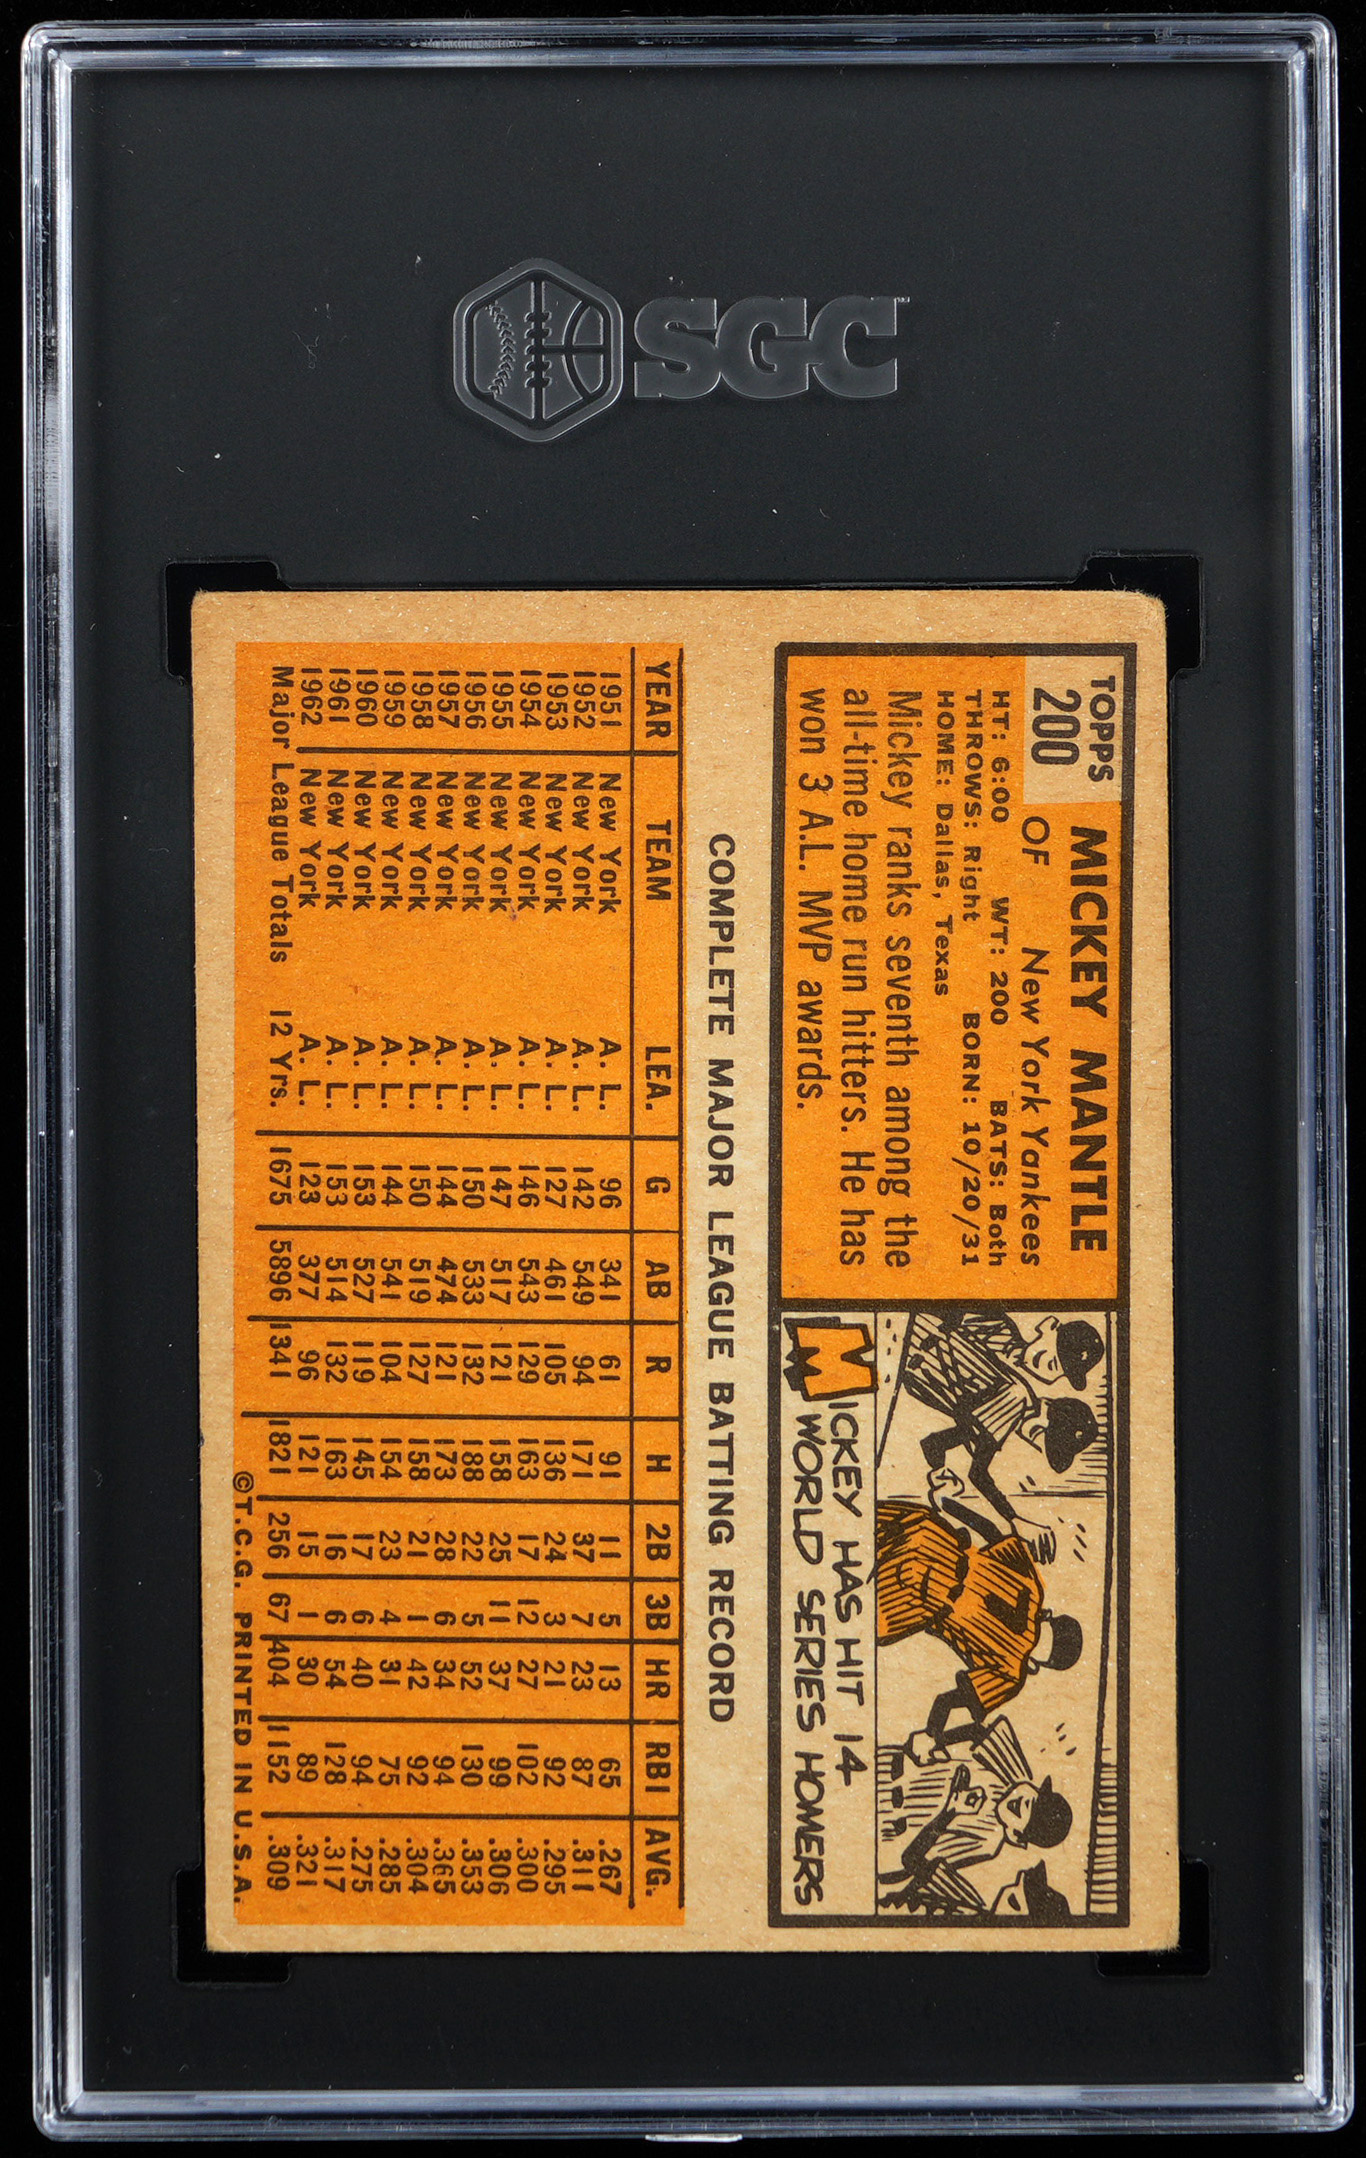 SGC
TOPPS
200
MICKEY MANTLE
OF New York Yankees
HT: 6:00 WT: 200 BATS: Both
THROWS: Right BORN: 10/20/31
HOME: Dallas, Texas
Mickey ranks seventh among the
all-time home run hitters. He has
won 3 A.L. MVP awards.
MICKEY HAS HIT 14
WORLD SERIES HOMERS
COMPLETE MAJOR LEAGUE BATTING RECORD
YEAR TEAM LEA. G AB R H 2B 3B HR RBI AVG.
1951 New York A. L. 96 341 61 91 11 5 13 65 .267
1952 New York A. L. 142 549 94 171 37 7 23 87 .311
1953 New York A. L. 127 461 105 136 24 3 21 92 .295
1954 New York A. L. 146 543 129 163 17 12 27 102 .300
1955 New York A. L. 147 517 121 158 25 11 37 99 .306
1956 New York A. L. 150 533 132 188 22 5 52 130 .353
1957 New York A. L. 144 474 121 173 28 6 34 94 .365
1958 New York A. L. 150 519 127 158 21 1 42 92 .304
1959 New York A. L. 144 541 104 154 23 4 31 75 .285
1960 New York A. L. 153 527 119 145 17 6 40 94 .275
1961 New York A. L. 153 514 132 163 16 6 54 128 .317
1962 New York A. L. 123 377 96 121 15 1 30 89 .321
Major League Totals 12 Yrs. 1675 5896 1341 1821 256 67 404 1152 .309
©T.C.G. PRINTED IN U.S.A.